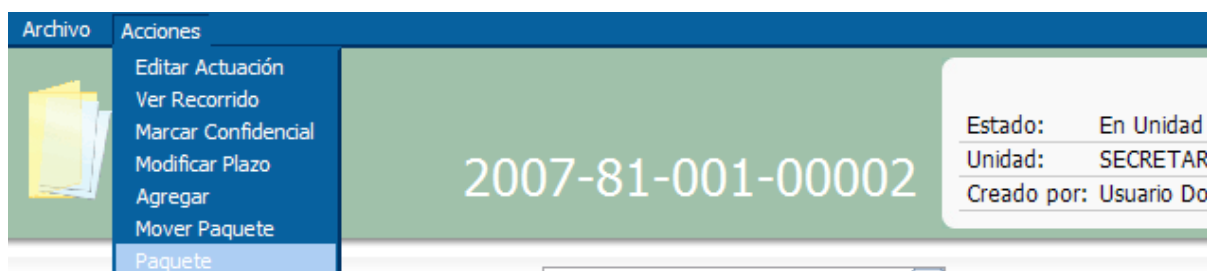 Archivo Acciones
Editar Actuación
Ver Recorrido
Marcar Confidencial
Modificar Plazo
Agregar
Mover Paquete
Paquete
2007-81-001-00002
Estado: En Unidad
Unidad: SECRETAR
Creado por: Usuario Do